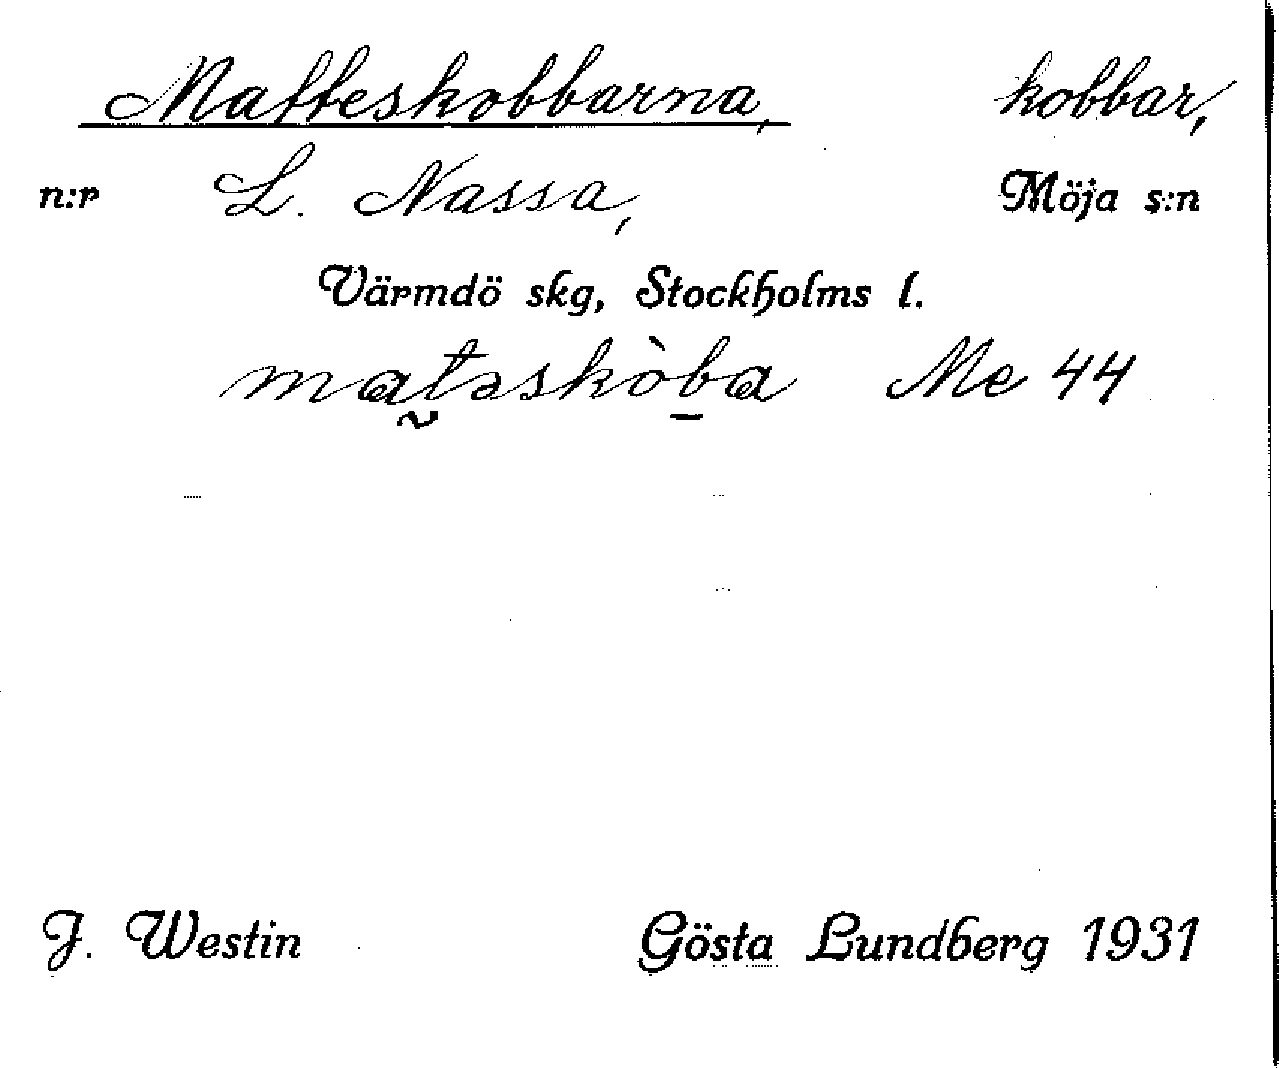 Matteskobbarna, kobbar,
n:r L. Nassa, Möja s:n
Värmdö skg, Stockholms l.
matəskòba Me 44
J. Westin Gösta Lundberg 1931